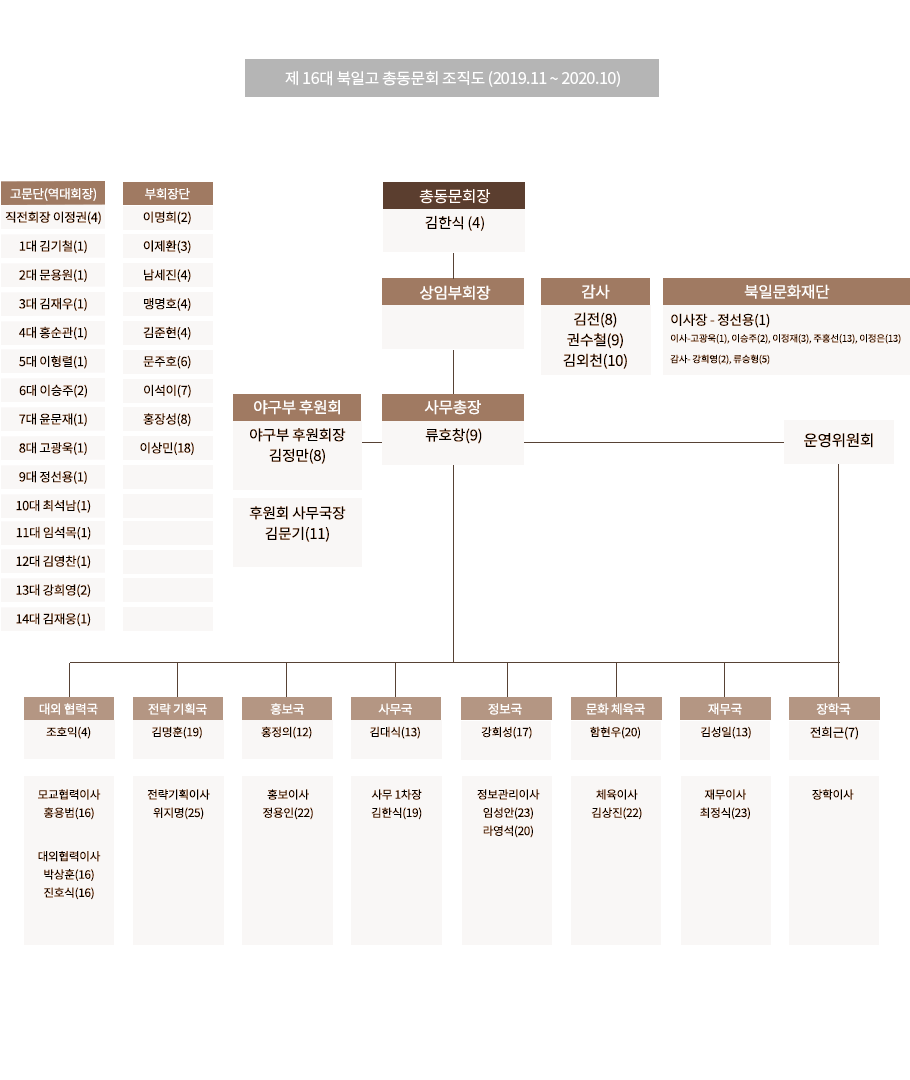 제 16대 북일고 총동문회 조직도 (2019.11 ~ 2020.10)
고문단(역대회장)
직전회장 이정권(4)
1대 김기철(1)
2대 문용원(1)
3대 김재우(1)
4대 홍순관(1)
5대 이형렬(1)
6대 이승주(2)
7대 윤문재(1)
8대 고광욱(1)
9대 정선용(1)
10대 최석남(1)
11대 임석목(1)
12대 김영찬(1)
13대 강희영(2)
14대 김재웅(1)
부회장단
이명희(2)
이제환(3)
남세진(4)
맹명호(4)
김준현(4)
문주호(6)
이석이(7)
홍장성(8)
이상민(18)
총동문회장
김한식 (4)
상임부회장
감사
김전(8)
권수철(9)
김외천(10)
북일문화재단
이사장 - 정선용(1)
이사-고광욱(1), 이승주(2), 이정재(3), 주홍선(13), 이정은(13)
감사- 강희영(2), 류승형(5)
야구부 후원회
야구부 후원회장
김정만(8)
후원회 사무국장
김문기(11)
사무총장
류호창(9)
운영위원회
대외 협력국
조호익(4)
모교협력이사
홍용범(16)
대외협력이사
박상훈(16)
진호식(16)
전략 기획국
김명훈(19)
전략기획이사
위지명(25)
홍보국
홍정의(12)
홍보이사
정용인(22)
사무국
김대식(13)
사무 1차장
김한식(19)
정보국
강희성(17)
정보관리이사
임성안(23)
라영석(20)
문화 체육국
함현우(20)
체육이사
김상진(22)
재무국
김성일(13)
재무이사
최정식(23)
장학국
전희근(7)
장학이사